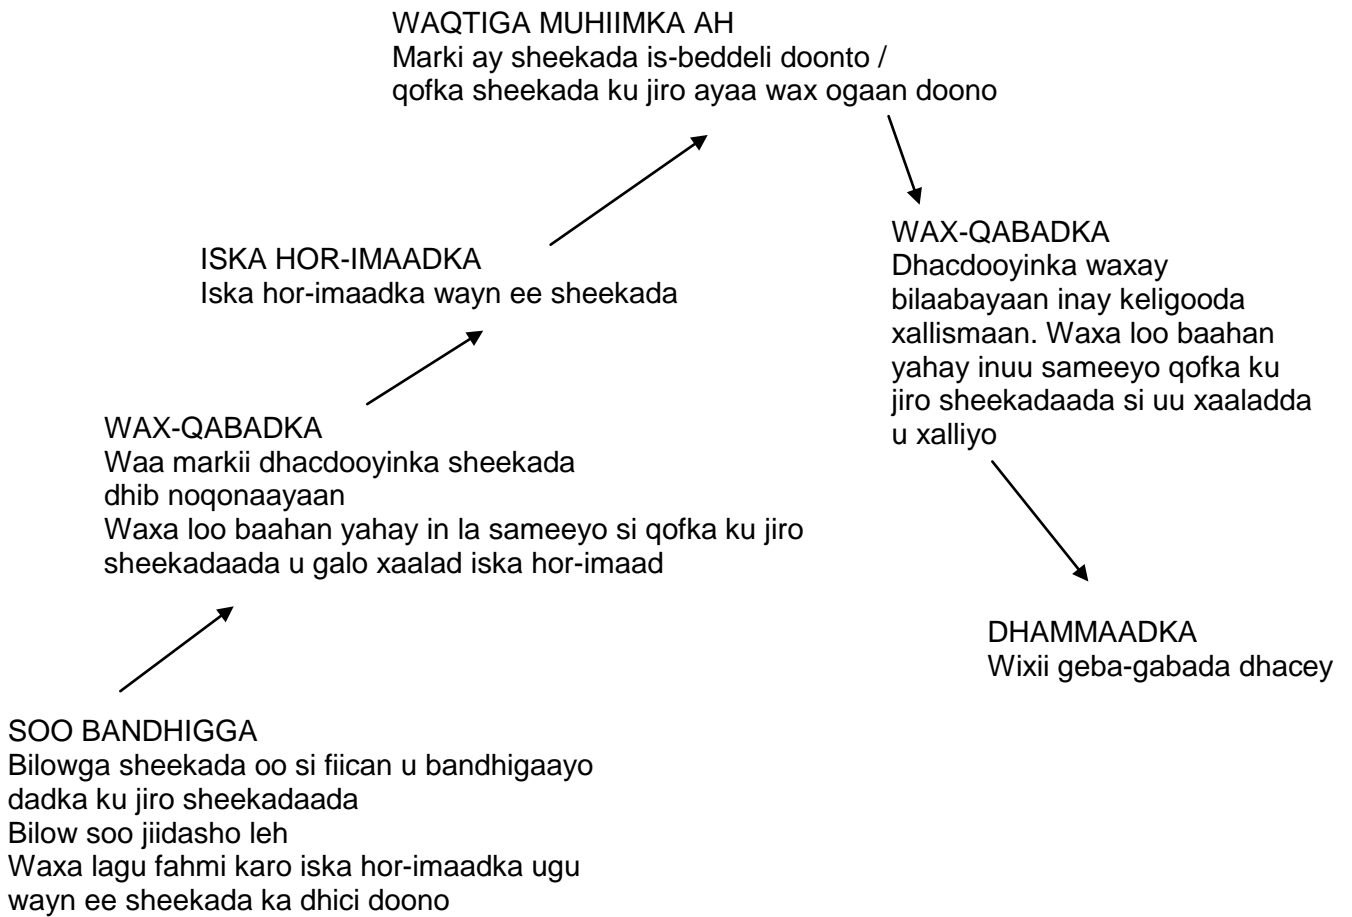 WAQTIGA MUHIIMKA AH
Marki ay sheekada is-beddeli doonto /
qofka sheekada ku jiro ayaa wax ogaan doono
ISKA HOR-IMAADKA
Iska hor-imaadka wayn ee sheekada
WAX-QABADKA
Waa markii dhacdooyinka sheekada
dhib noqonaayaan
Waxa loo baahan yahay in la sameeyo si qofka ku jiro
sheekadaada u galo xaalad iska hor-imaad
SOO BANDHIGGA
Bilowga sheekada oo si fiican u bandhigaayo
dadka ku jiro sheekadaada
Bilow soo jiidasho leh
Waxa lagu fahmi karo iska hor-imaadka ugu
wayn ee sheekada ka dhici doono
WAX-QABADKA
Dhacdooyinka waxay
bilaabayaan inay keligooda
xallismaan. Waxa loo baahan
yahay inuu sameeyo qofka ku
jiro sheekadaada si uu xaaladda
u xalliyo
DHAMMAADKA
Wixii geba-gabada dhacey